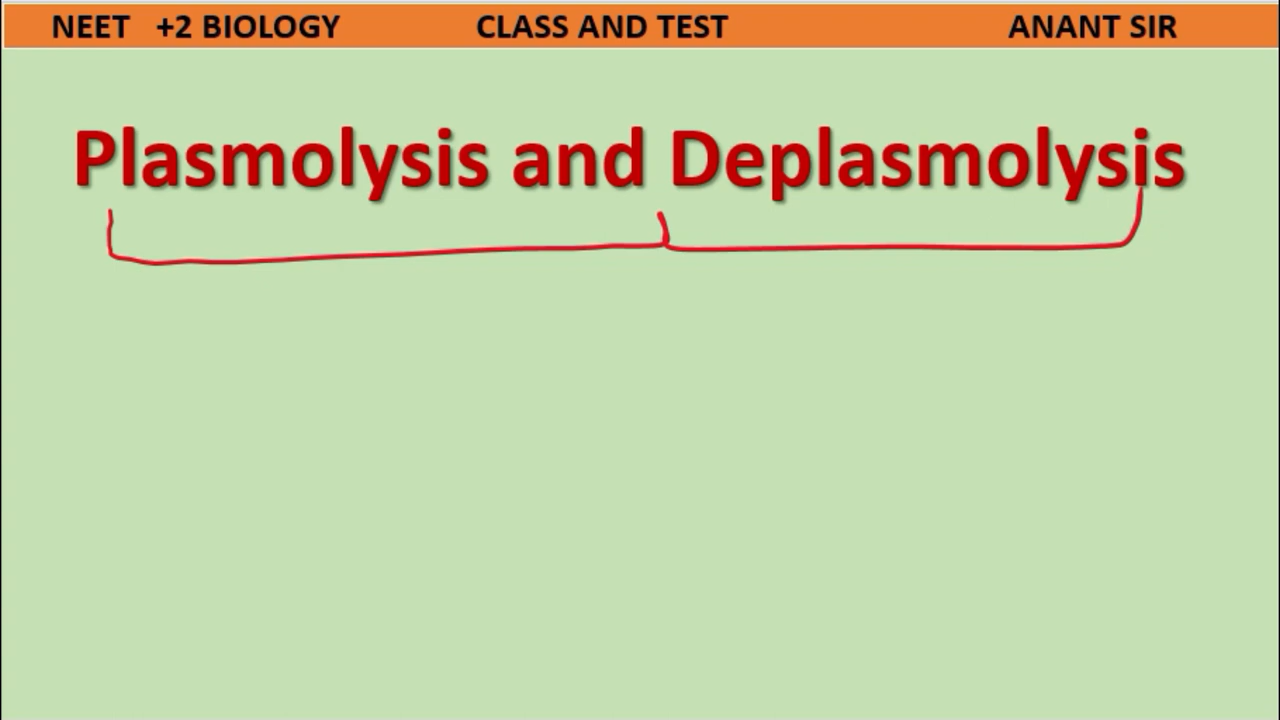 NEET +2 BIOLOGY CLASS AND TEST ANANT SIR
Plasmolysis and Deplasmolysis